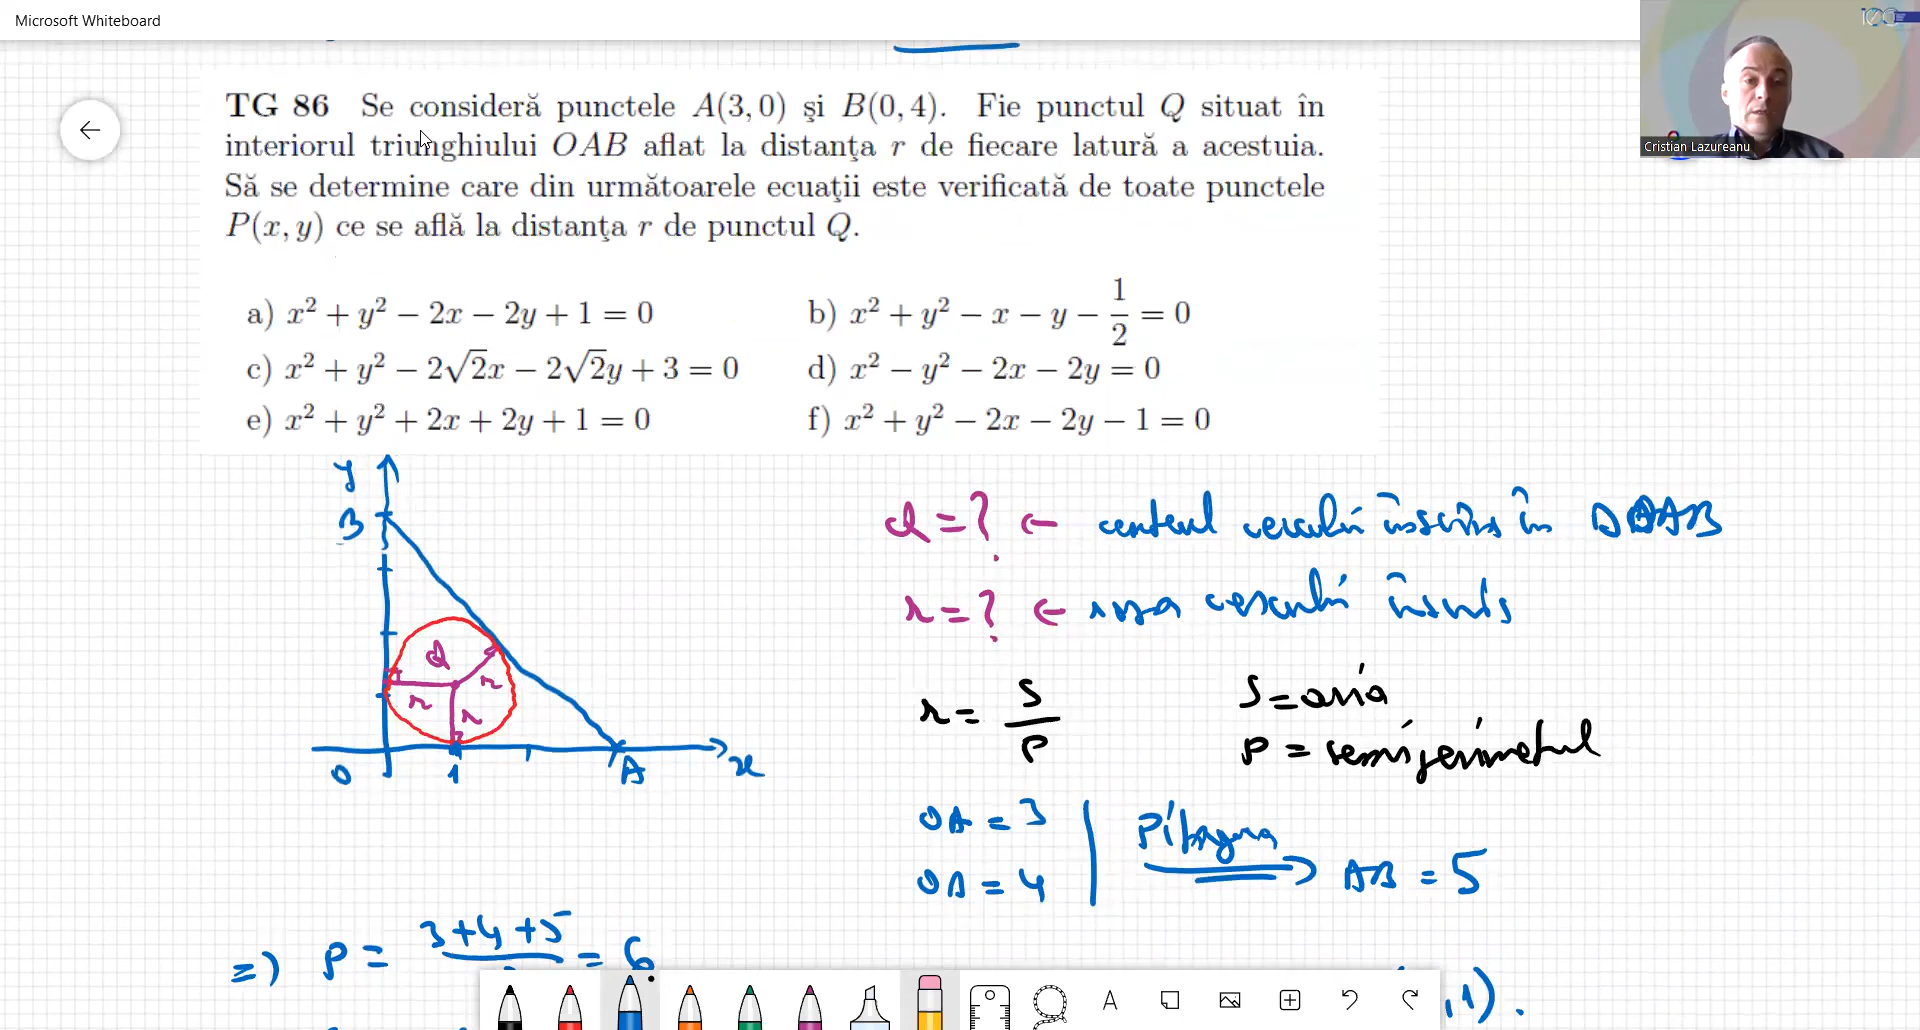 Microsoft Whiteboard
Cristian Lazureanu
TG 86 Se consideră punctele A(3, 0) şi B(0, 4). Fie punctul Q situat în
interiorul triunghiului OAB aflat la distanţa r de fiecare latură a acestuia.
Să se determine care din următoarele ecuaţii este verificată de toate punctele
P(x, y) ce se află la distanţa r de punctul Q.
a) x² + y² − 2x − 2y + 1 = 0
b) x² + y² − x − y − 1/2 = 0
c) x² + y² − 2√2x − 2√2y + 3 = 0
d) x² − y² − 2x − 2y = 0
e) x² + y² + 2x + 2y + 1 = 0
f) x² + y² − 2x − 2y − 1 = 0
y
B
Q
r
r
r
O
1
A
x
Q = ? ← centrul cercului înscris în ΔOAB
r = ? ← raza cercului înscris
r = S/P
S = aria
P = semiperimetrul
OA = 3
OA = 4
Pitagora ⟹ AB = 5
=> P = 3+4+5 = 6
, 1).